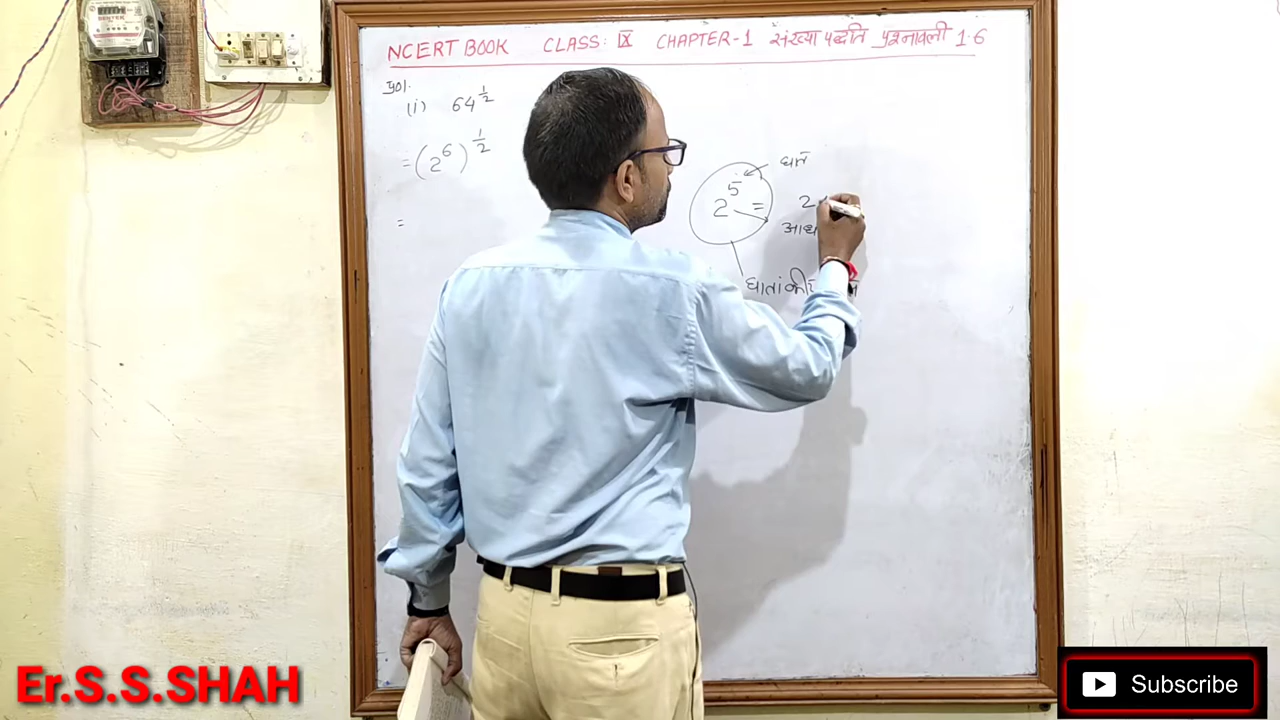 NCERT BOOK CLASS: IX CHAPTER-1 संख्या पद्धति प्रश्नावली 1.6
प्र01.
(i) 64^{1/2}
= (2^6)^{1/2}
=
घात
2^5 = 2
आधा
घातांकीय
Er.S.S.SHAH
Subscribe